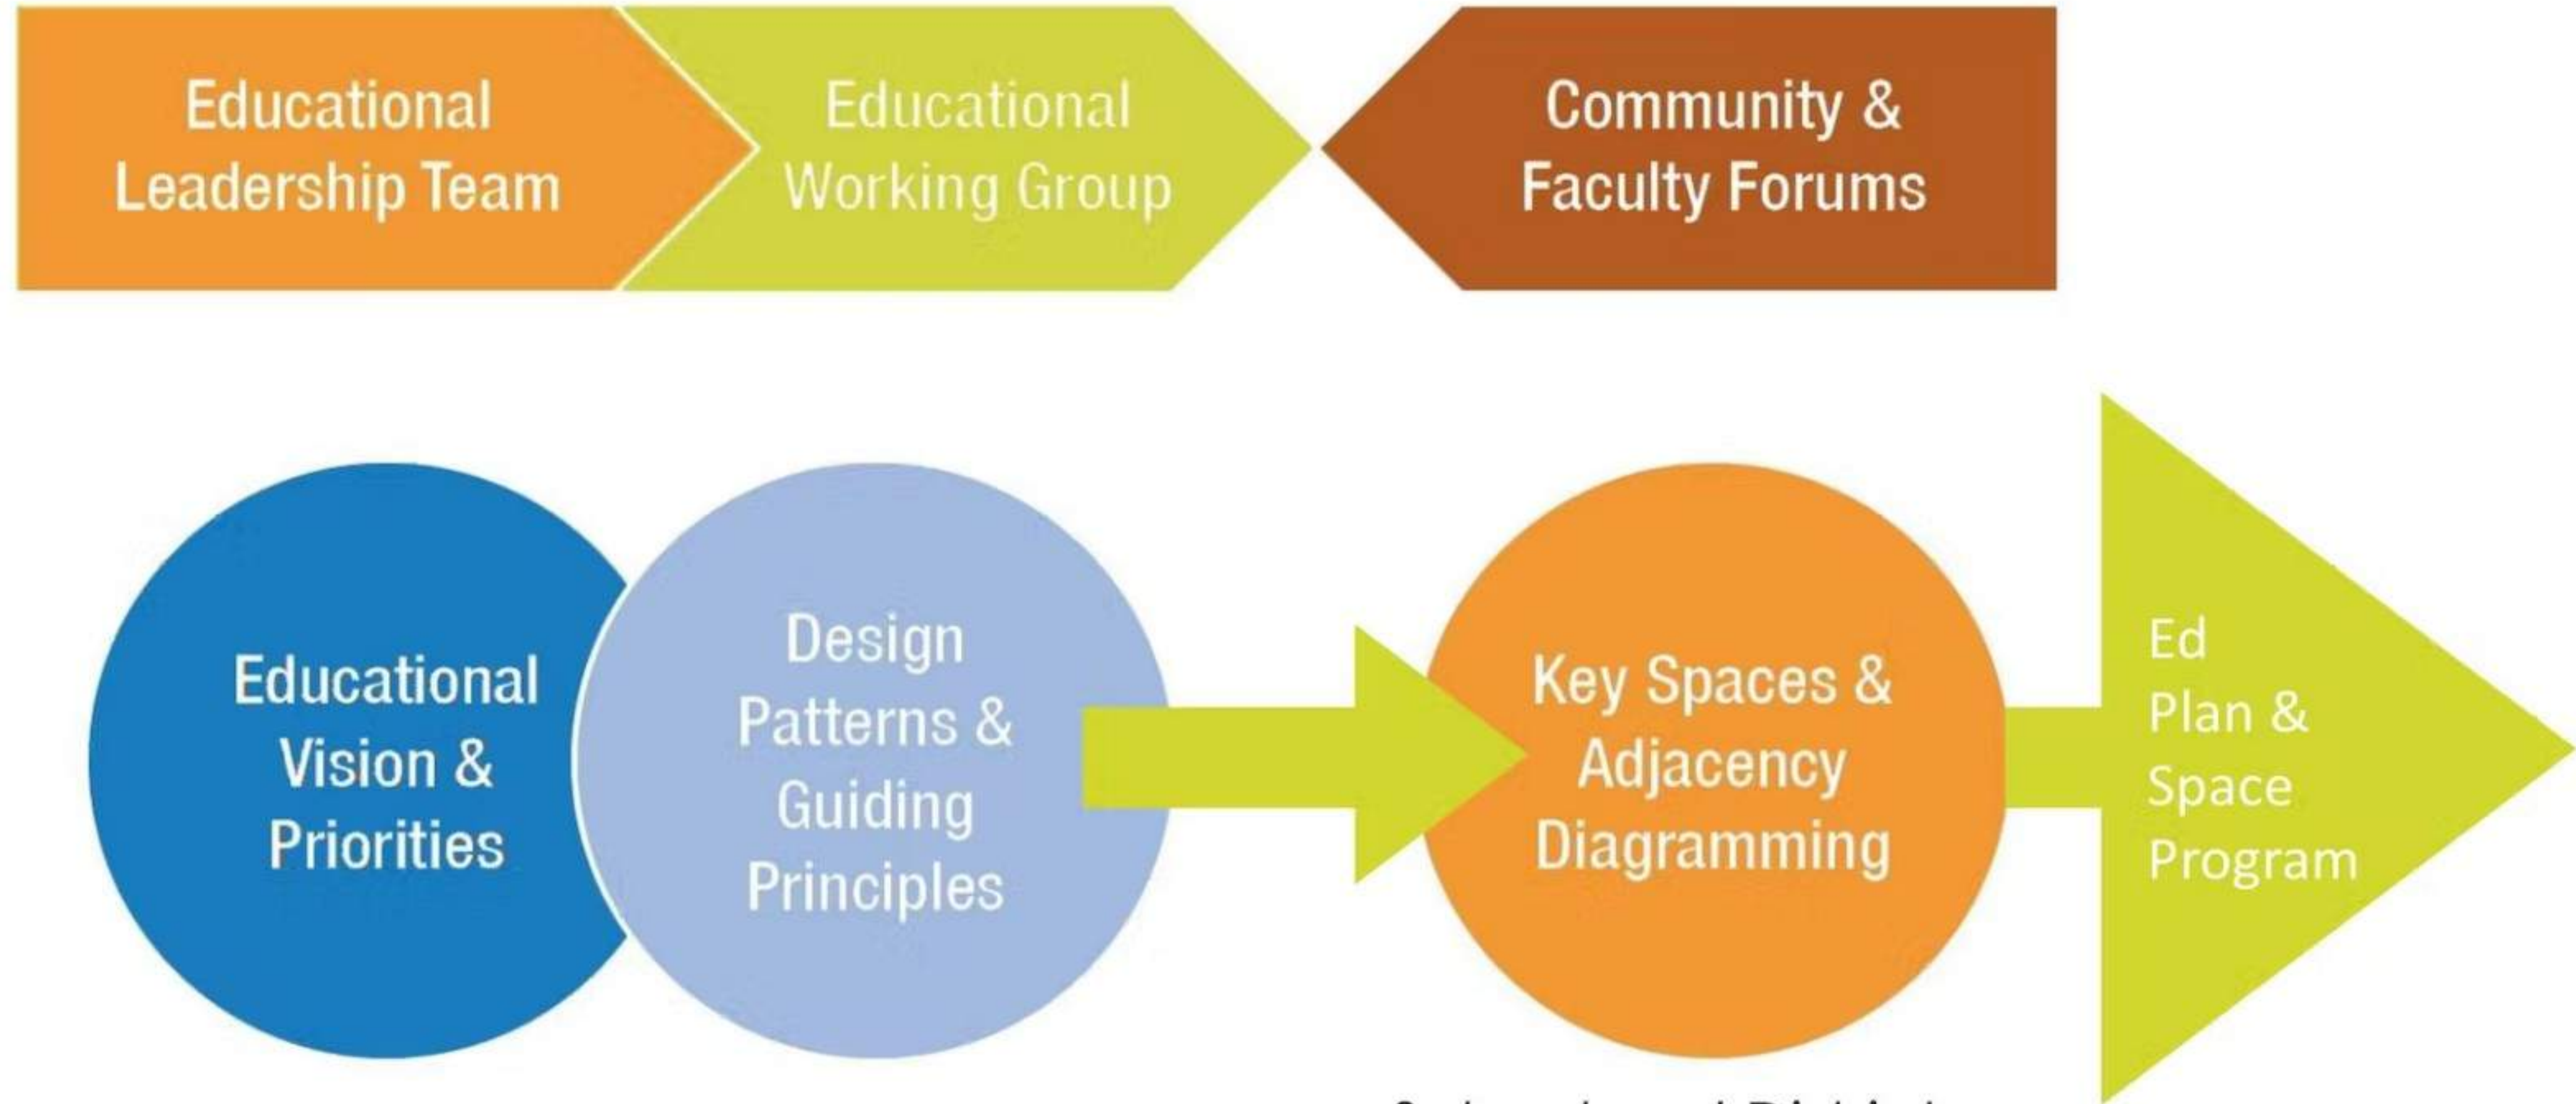 Educational
Leadership Team
Educational
Working Group
Community &
Faculty Forums
Educational
Vision &
Priorities
Design
Patterns &
Guiding
Principles
Key Spaces &
Adjacency
Diagramming
Ed
Plan &
Space
Program